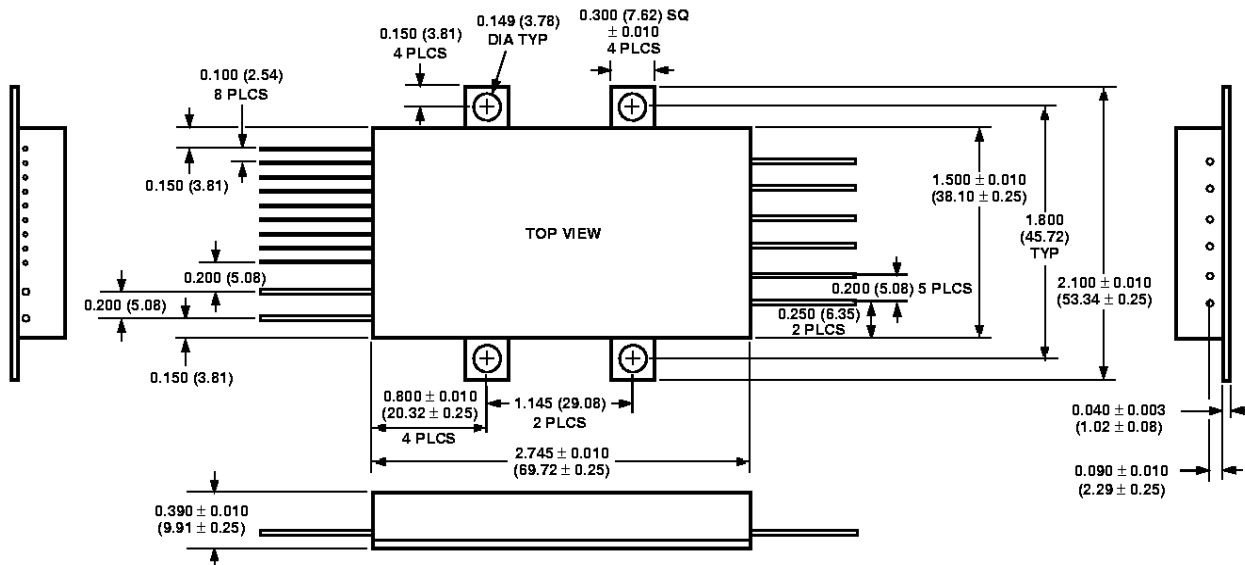 0.149 (3.78)
DIA TYP
0.300 (7.62) SQ
± 0.010
4 PLCS
0.150 (3.81)
4 PLCS
0.100 (2.54)
8 PLCS
0.150 (3.81)
0.200 (5.08)
0.200 (5.08)
0.150 (3.81)
TOP VIEW
1.500 ± 0.010
(38.10 ± 0.25)
1.800
(45.72)
TYP
2.100 ± 0.010
(53.34 ± 0.25)
0.200 (5.08) 5 PLCS
0.250 (6.35)
2 PLCS
0.800 ± 0.010
(20.32 ± 0.25)
4 PLCS
1.145 (29.08)
2 PLCS
2.745 ± 0.010
(69.72 ± 0.25)
0.040 ± 0.003
(1.02 ± 0.08)
0.090 ± 0.010
(2.29 ± 0.25)
0.390 ± 0.010
(9.91 ± 0.25)